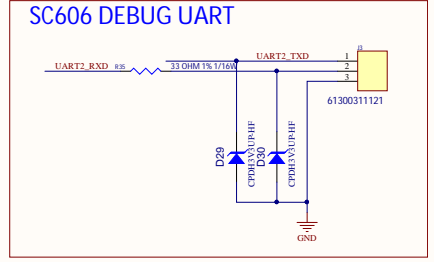 SC606 DEBUG UART
UART2_TXD
J3
1
UART2_RXD R35 33 OHM 1% 1/16W
2
3
61300311121
D29
CPDH3V3UP-HF
D30
CPDH3V3UP-HF
GND